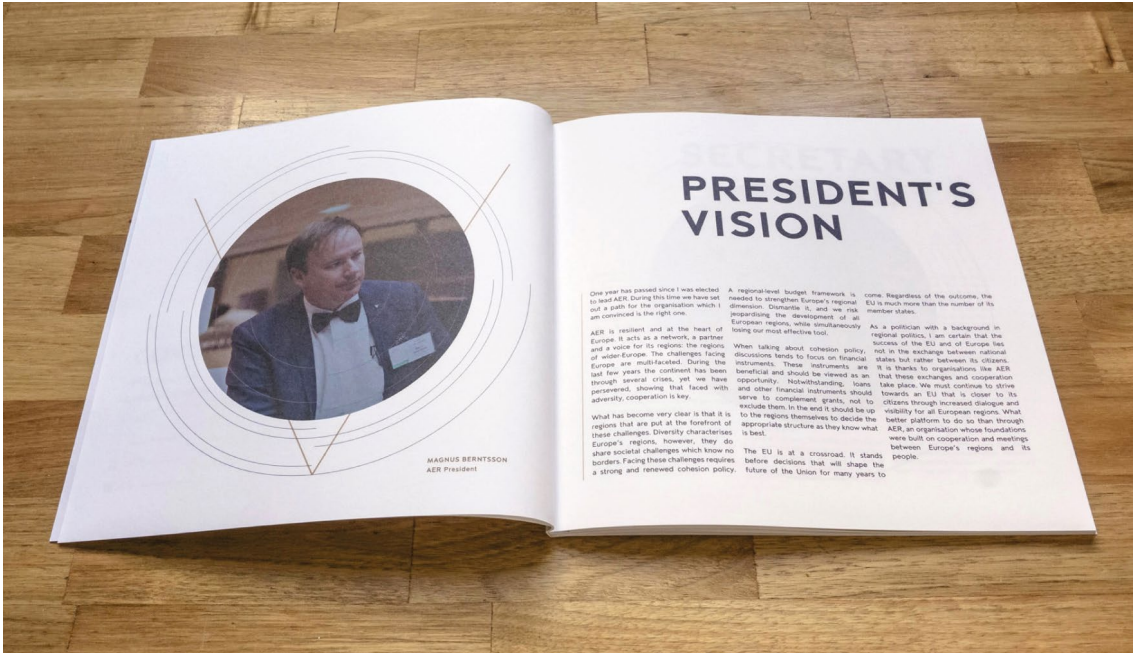 MAGNUS BERNTSSON
AER President
SECRETARY
PRESIDENT'S
VISION
One year has passed since I was elected
to lead AER. During this time we have set
out a path for the organisation which I
am convinced is the right one.
AER is resilient and at the heart of
Europe. It acts as a network, a partner
and a voice for its regions: the regions
of wider-Europe. The challenges facing
Europe are multi-faceted. During the
last few years the continent has been
through several crises, yet we have
persevered, showing that faced with
adversity, cooperation is key.
What has become very clear is that it is
regions that are put at the forefront of
these challenges. Diversity characterises
Europe's regions, however, they do
share societal challenges which know no
borders. Facing these challenges requires
a strong and renewed cohesion policy.
A regional-level budget framework is
needed to strengthen Europe's regional
dimension. Dismantle it, and we risk
jeopardising the development of all
European regions, while simultaneously
losing our most effective tool.
When talking about cohesion policy,
discussions tends to focus on financial
instruments. These instruments are
beneficial and should be viewed as an
opportunity. Notwithstanding, loans
and other financial instruments should
serve to complement grants, not to
exclude them. In the end it should be up
to the regions themselves to decide the
appropriate structure as they know what
is best.
The EU is at a crossroad. It stands
before decisions that will shape the
future of the Union for many years to
come. Regardless of the outcome, the
EU is much more than the number of its
member states.
As a politician with a background in
regional politics, I am certain that the
success of the EU and of Europe lies
not in the exchange between national
states but rather between its citizens.
It is thanks to organisations like AER
that these exchanges and cooperation
take place. We must continue to strive
towards an EU that is closer to its
citizens through increased dialogue and
visibility for all European regions. What
better platform to do so than through
AER, an organisation whose foundations
were built on cooperation and meetings
between Europe's regions and its
people.